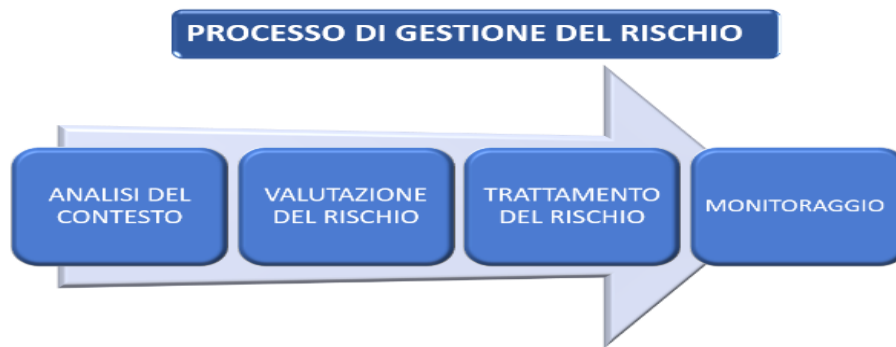 PROCESSO DI GESTIONE DEL RISCHIO
ANALISI DEL
CONTESTO
VALUTAZIONE
DEL RISCHIO
TRATTAMENTO
DEL RISCHIO
MONITORAGGIO